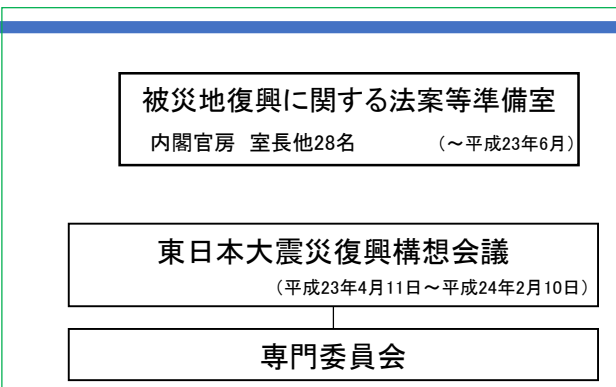 被災地復興に関する法案等準備室
内閣官房 室長他28名 (～平成23年6月)
東日本大震災復興構想会議
(平成23年4月11日～平成24年2月10日)
専門委員会